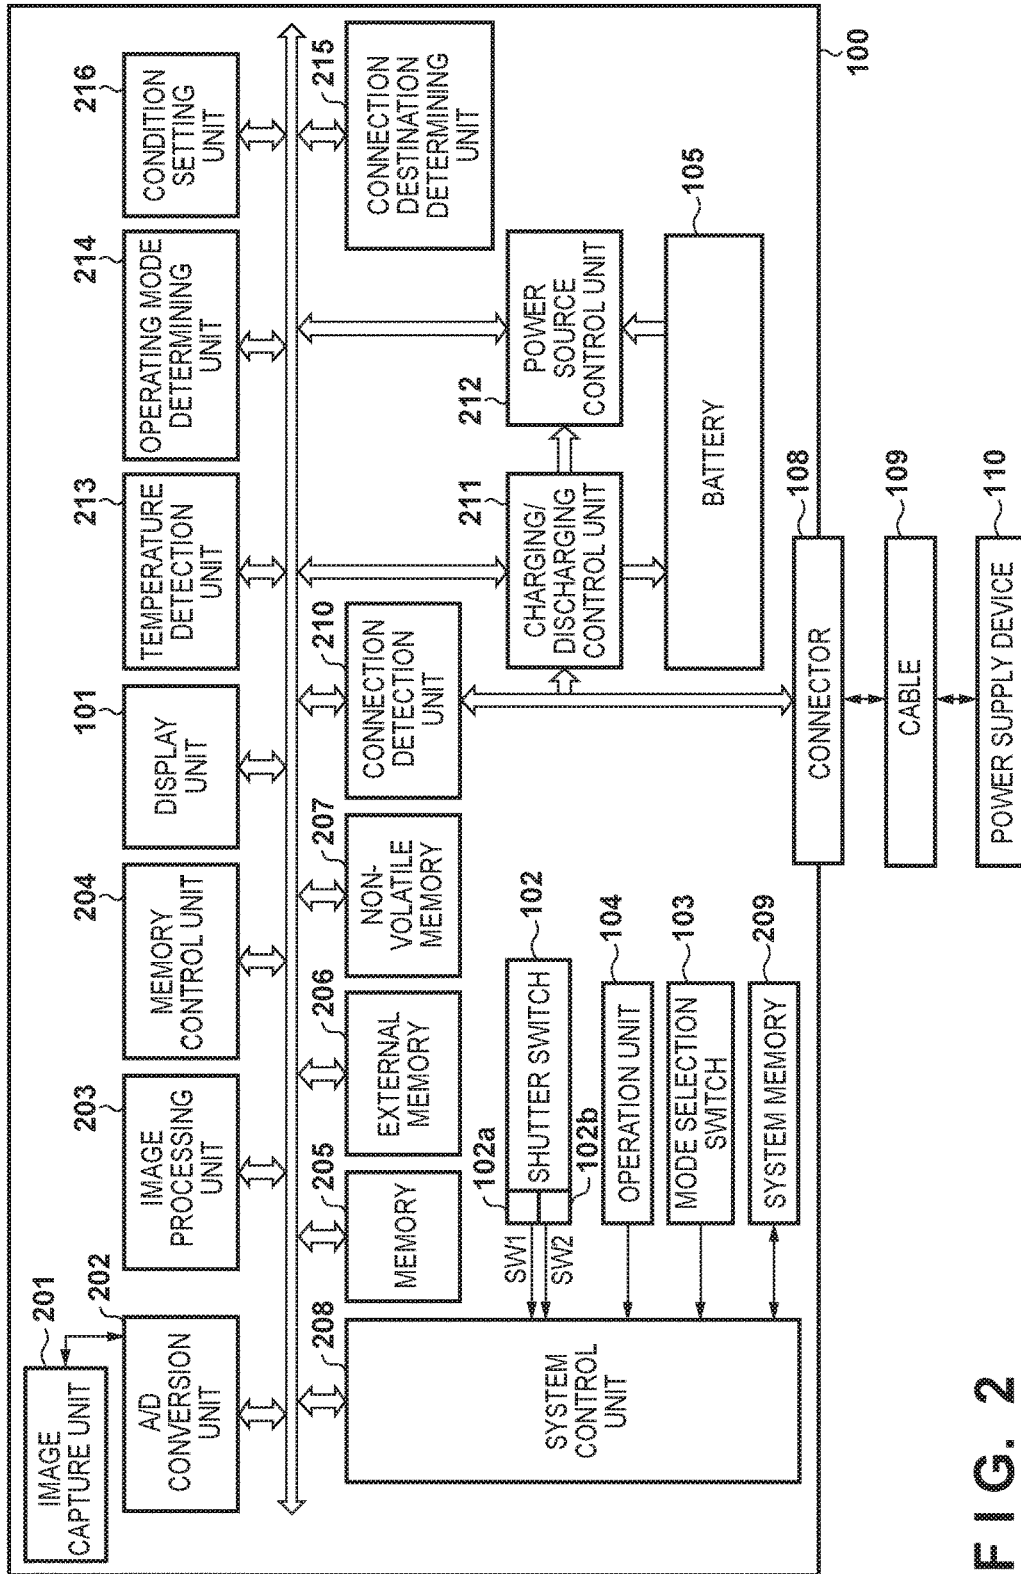 201
IMAGE
CAPTURE UNIT
202
A/D
CONVERSION
UNIT
203
IMAGE
PROCESSING
UNIT
204
MEMORY
CONTROL UNIT
101
DISPLAY
UNIT
213
TEMPERATURE
DETECTION
UNIT
214
OPERATING MODE
DETERMINING
UNIT
216
CONDITION
SETTING
UNIT
208
SYSTEM
CONTROL
UNIT
205
MEMORY
206
EXTERNAL
MEMORY
207
NON-
VOLATILE
MEMORY
210
CONNECTION
DETECTION
UNIT
215
CONNECTION
DESTINATION
DETERMINING
UNIT
SW1
SW2
102a
102b
102
SHUTTER SWITCH
104
OPERATION UNIT
103
MODE SELECTION
SWITCH
209
SYSTEM MEMORY
211
CHARGING/
DISCHARGING
CONTROL UNIT
212
POWER
SOURCE
CONTROL UNIT
105
BATTERY
100
108
CONNECTOR
109
CABLE
110
POWER SUPPLY DEVICE
FIG. 2